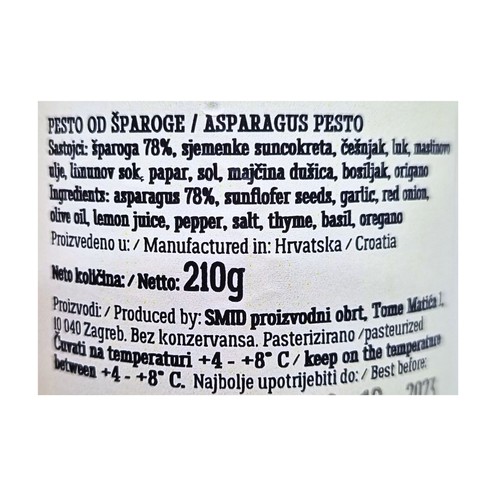 PESTO OD ŠPAROGE / ASPARAGUS PESTO
Sastojci: šparoga 78%, sjemenke suncokreta, češnjak, luk, maslinovo
ulje, limunov sok, papar, sol, majčina dušica, bosiljak, origano
Ingredients: asparagus 78%, sunflofer seeds, garlic, red onion,
olive oil, lemon juice, pepper, salt, thyme, basil, oregano
Proizvedeno u: / Manufactured in: Hrvatska / Croatia
Neto količina: / Netto: 210g
Proizvodi: / Produced by: SMID proizvodni obrt, Tome Matića
10 040 Zagreb. Bez konzervansa. Pasterizirano /pasteurized
Čuvati na temperaturi +4 - +8° C / keep on the temperature
between +4 - +8° C. Najbolje upotrijebiti do: / Best before:
2023